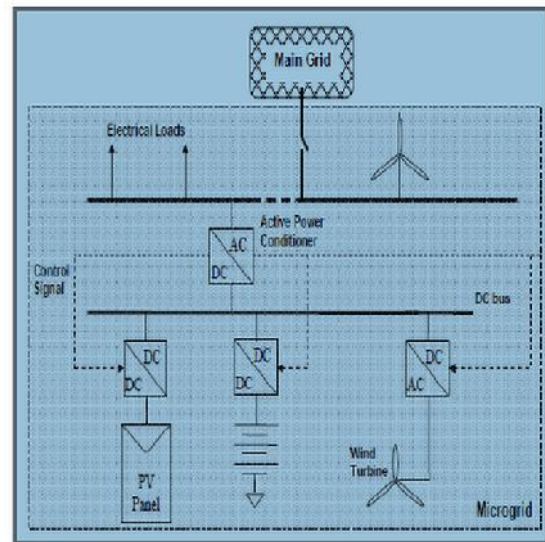 Main Grid
Electrical Loads
Active Power
Conditioner
AC
DC
Control
Signal
DC bus
DC
DC
DC
DC
DC
AC
PV
Panel
Wind
Turbine
Microgrid